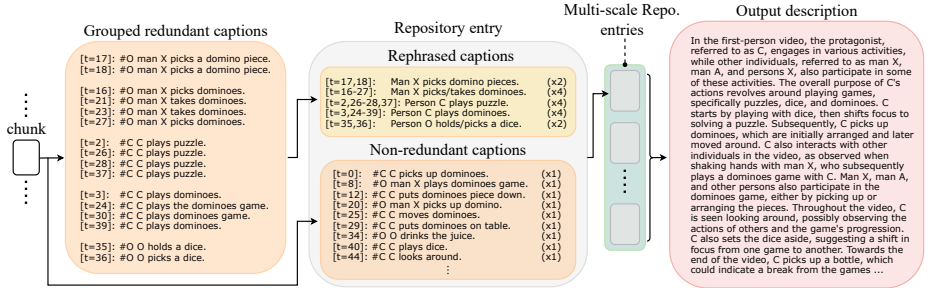 Grouped redundant captions
[t=17]: #O man X picks a domino piece.
[t=18]: #O man X picks a domino piece.
[t=16]: #O man X picks dominoes.
[t=21]: #O man X takes dominoes.
[t=23]: #O man X takes dominoes.
[t=27]: #O man X picks dominoes.
[t=2]: #C C plays puzzle.
[t=26]: #C C plays puzzle.
[t=28]: #C C plays puzzle.
[t=37]: #C C plays puzzle.
[t=3]: #C C plays dominoes.
[t=24]: #C C plays the dominoes game.
[t=30]: #C C plays dominoes game.
[t=39]: #C C plays dominoes.
[t=35]: #O O holds a dice.
[t=36]: #O O picks a dice.
chunk
Repository entry
Rephrased captions
[t=17,18]: Man X picks domino pieces. (x2)
[t=16-27]: Man X picks/takes dominoes. (x4)
[t=2,26-28,37]: Person C plays puzzle. (x4)
[t=3,24-39]: Person C plays dominoes. (x4)
[t=35,36]: Person O holds/picks a dice. (x2)
Non-redundant captions
[t=0]: #C C picks up dominoes. (x1)
[t=8]: #O man X plays dominoes game. (x1)
[t=12]: #C C puts dominoes piece down. (x1)
[t=20]: #O man X picks up domino. (x1)
[t=25]: #C C moves dominoes. (x1)
[t=29]: #C C puts dominoes on table. (x1)
[t=34]: #O O drinks the juice. (x1)
[t=40]: #C C plays dice. (x1)
[t=44]: #C C looks around. (x1)
Multi-scale Repo.
entries
Output description
In the first-person video, the protagonist,
referred to as C, engages in various activities,
while other individuals, referred to as man X,
man A, and persons X, also participate in some
of these activities. The overall purpose of C's
actions revolves around playing games,
specifically puzzles, dice, and dominoes. C
starts by playing with dice, then shifts focus to
solving a puzzle. Subsequently, C picks up
dominoes, which are initially arranged and later
moved around. C also interacts with other
individuals in the video, as observed when
shaking hands with man X, who subsequently
plays a dominoes game with C. Man X, man A,
and other persons also participate in the
dominoes game, either by picking up or
arranging the pieces. Throughout the video, C
is seen looking around, possibly observing the
actions of others and the game's progression.
C also sets the dice aside, suggesting a shift in
focus from one game to another. Towards the
end of the video, C picks up a bottle, which
could indicate a break from the games ...